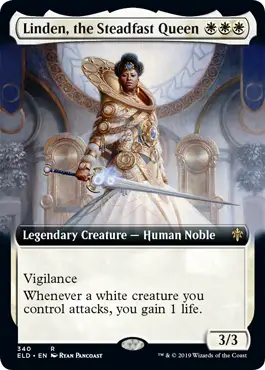 Linden, the Steadfast Queen
Legendary Creature — Human Noble
Vigilance
Whenever a white creature you
control attacks, you gain 1 life.
3/3
340 R
ELD • EN RYAN PANCOAST
™ & © 2019 Wizards of the Coast